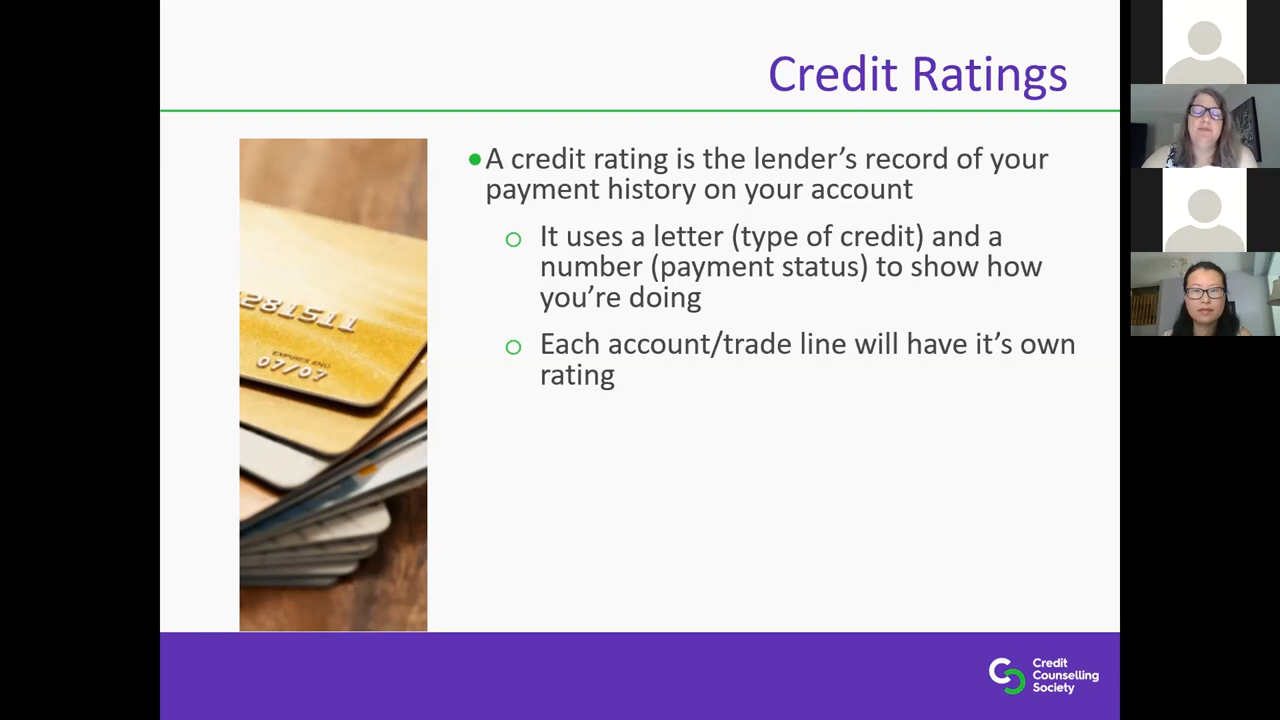 Credit Ratings
A credit rating is the lender’s record of your
payment history on your account
It uses a letter (type of credit) and a
number (payment status) to show how
you’re doing
Each account/trade line will have it’s own
rating
281511
EXPIRES END
07/07
Credit
Counselling
Society